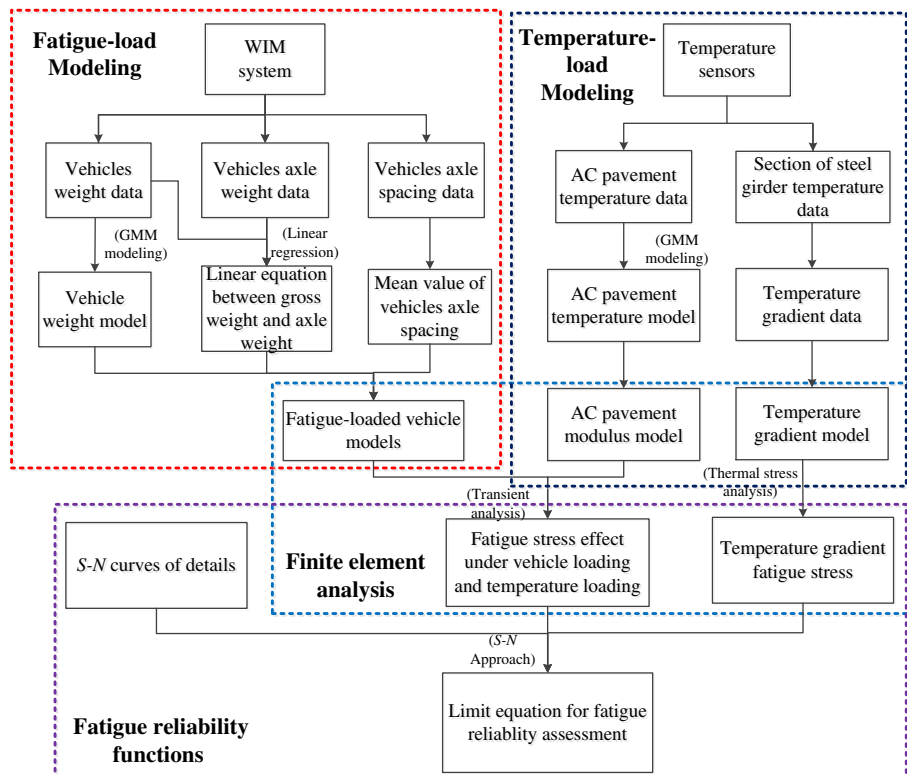 Fatigue-load
Modeling
WIM
system
Temperature-
load
Modeling
Temperature
sensors
Vehicles
weight data
Vehicles axle
weight data
Vehicles axle
spacing data
AC pavement
temperature data
Section of steel
girder temperature
data
(GMM
modeling)
(Linear
regression)
(GMM
modeling)
Vehicle
weight model
Linear equation
between gross
weight and axle
weight
Mean value of
vehicles axle
spacing
AC pavement
temperature model
Temperature
gradient data
Fatigue-loaded vehicle
models
AC pavement
modulus model
Temperature
gradient model
(Transient
analysis)
(Thermal stress
analysis)
S-N curves of details
Finite element
analysis
Fatigue stress effect
under vehicle loading
and temperature loading
Temperature gradient
fatigue stress
(S-N
Approach)
Fatigue reliability
functions
Limit equation for fatigue
reliablity assessment